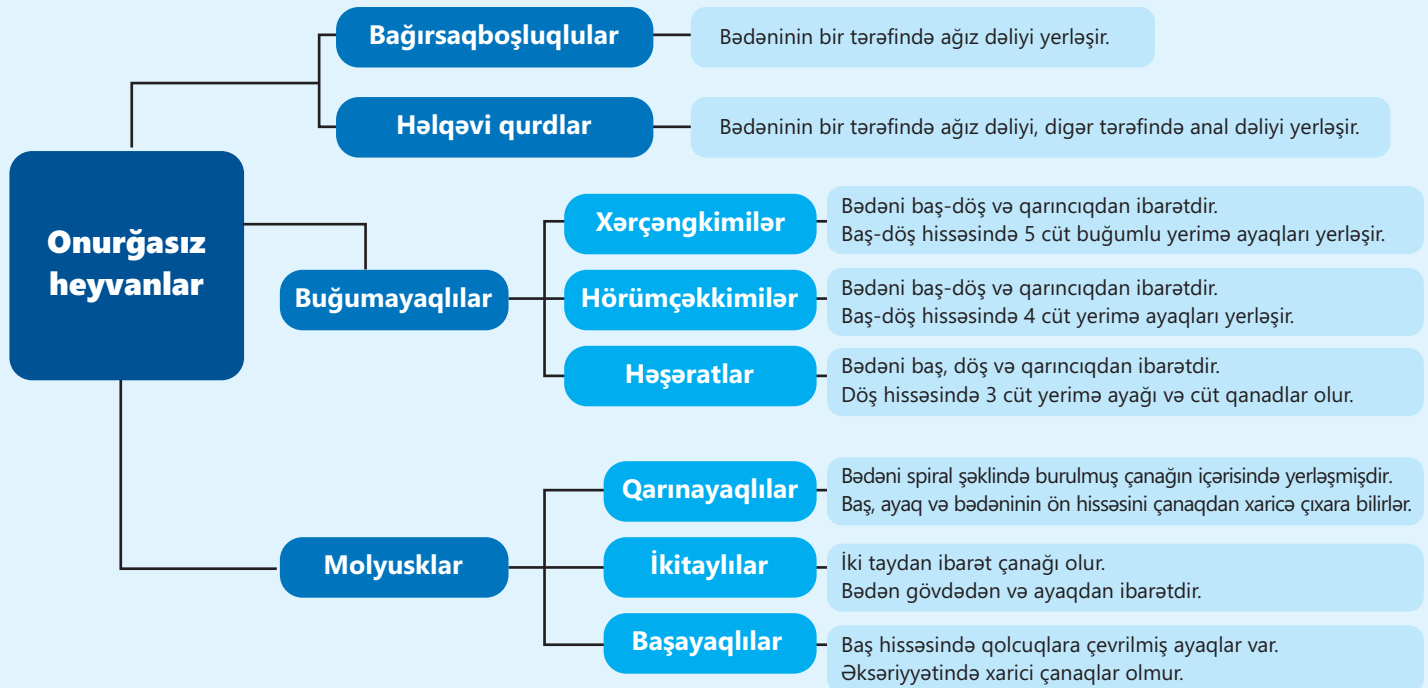 Onurğasız
heyvanlar
Bağırsaqboşluqlular
Bədəninin bir tərəfində ağız dəliyi yerləşir.
Həlqəvi qurdlar
Bədəninin bir tərəfində ağız dəliyi, digər tərəfində anal dəliyi yerləşir.
Buğumayaqlılar
Xərçəngkimilər
Bədəni baş-döş və qarıncıqdan ibarətdir.
Baş-döş hissəsində 5 cüt buğumlu yerimə ayaqları yerləşir.
Hörümçəkkimilər
Bədəni baş-döş və qarıncıqdan ibarətdir.
Baş-döş hissəsində 4 cüt yerimə ayaqları yerləşir.
Həşəratlar
Bədəni baş, döş və qarıncıqdan ibarətdir.
Döş hissəsində 3 cüt yerimə ayağı və cüt qanadlar olur.
Molyusklar
Qarınayaqlılar
Bədəni spiral şəklində burulmuş çanağın içərisində yerləşmişdir.
Baş, ayaq və bədəninin ön hissəsini çanaqdan xaricə çıxara bilirlər.
İkitaylılar
İki taydan ibarət çanağı olur.
Bədən gövdədən və ayaqdan ibarətdir.
Başayaqlılar
Baş hissəsində qolcuqlara çevrilmiş ayaqlar var.
Əksəriyyətində xarici çanaqlar olmur.